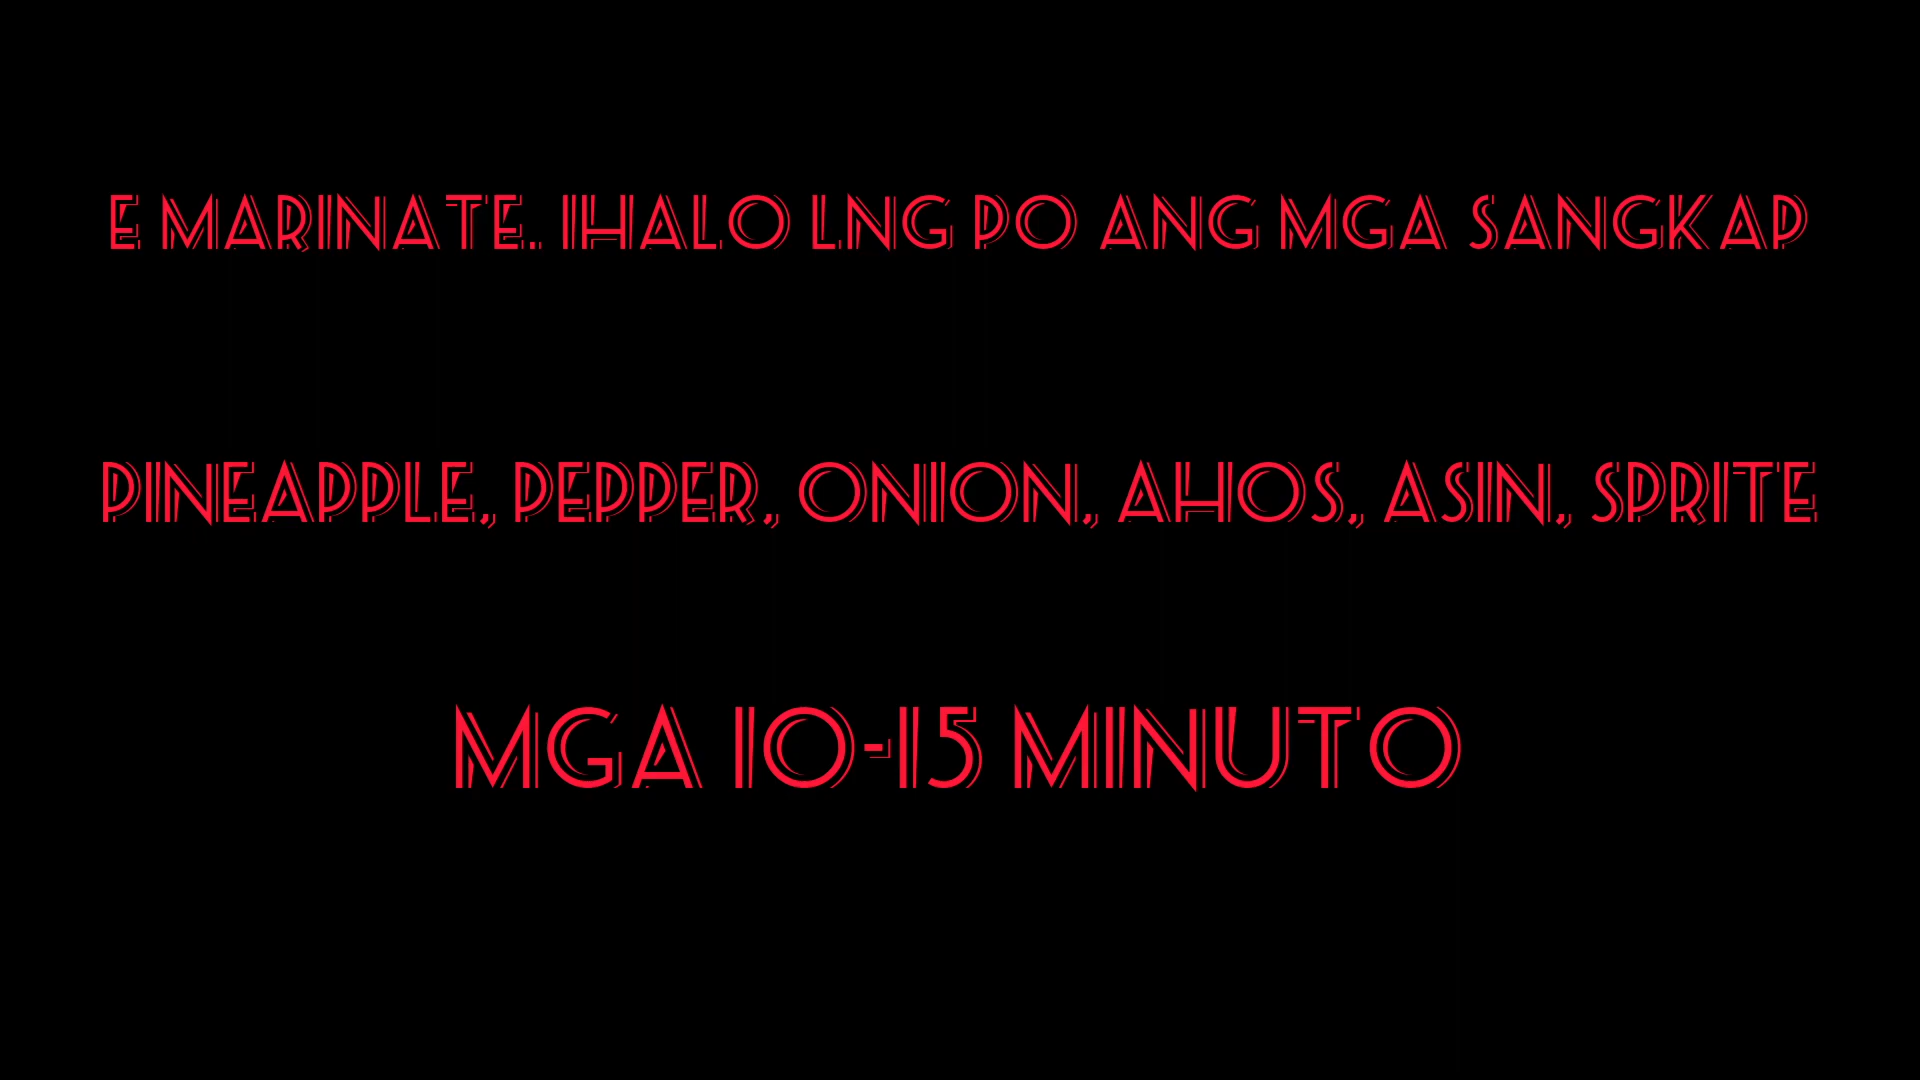 E MARINATE. IHALO LNG PO ANG MGA SANGKAP
PINEAPPLE, PEPPER, ONION, AHOS, ASIN, SPRITE
MGA 10-15 MINUTO